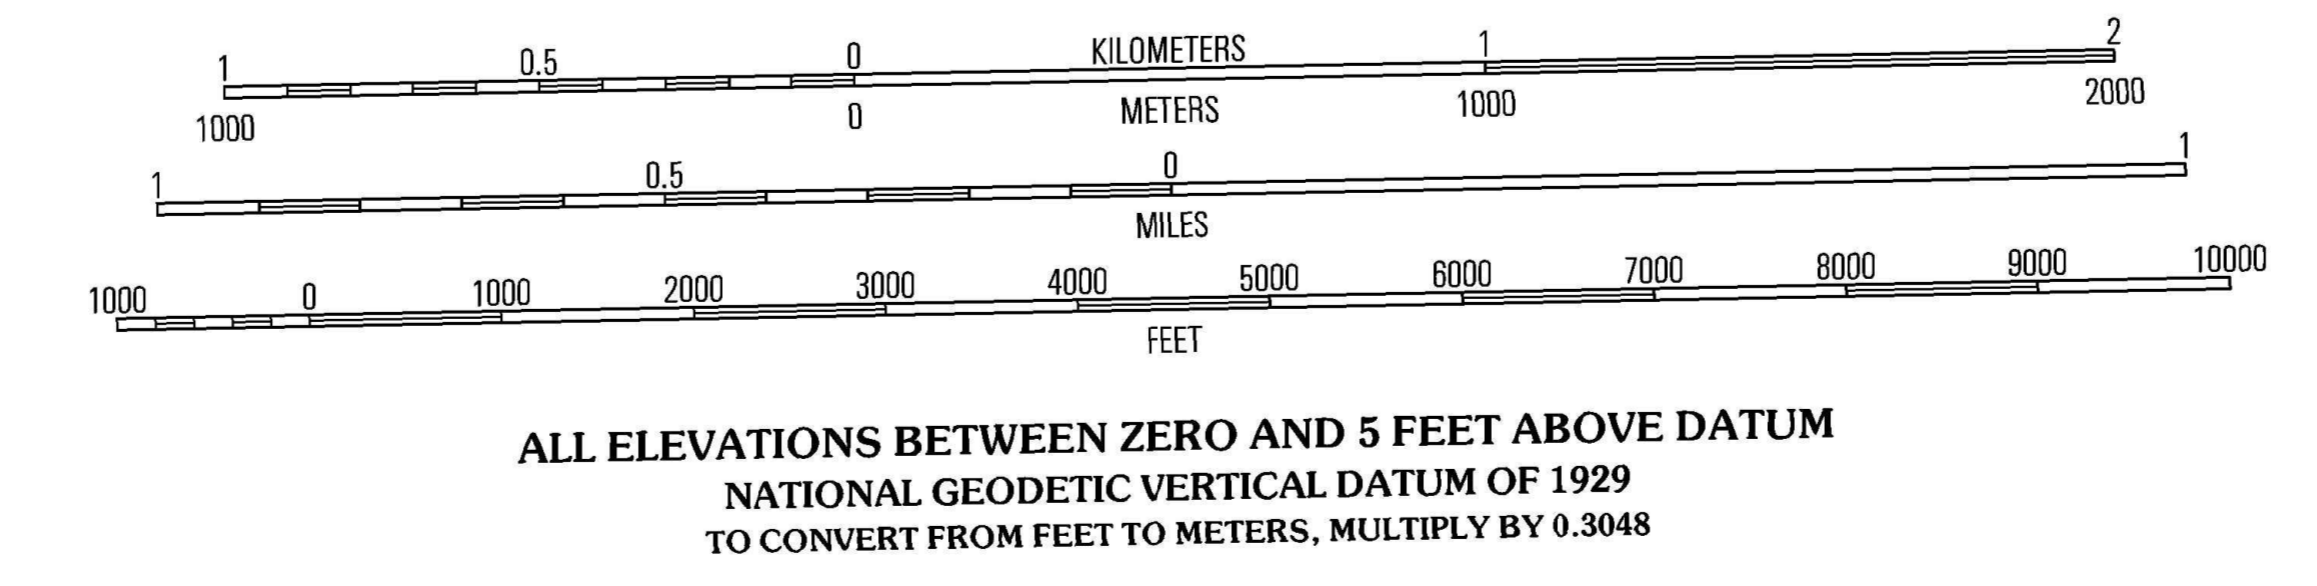 1 0.5 0 KILOMETERS 1 2
1000 0 METERS 1000 2000
1 0.5 0 1
MILES
1000 0 1000 2000 3000 4000 5000 6000 7000 8000 9000 10000
FEET
ALL ELEVATIONS BETWEEN ZERO AND 5 FEET ABOVE DATUM
NATIONAL GEODETIC VERTICAL DATUM OF 1929
TO CONVERT FROM FEET TO METERS, MULTIPLY BY 0.3048